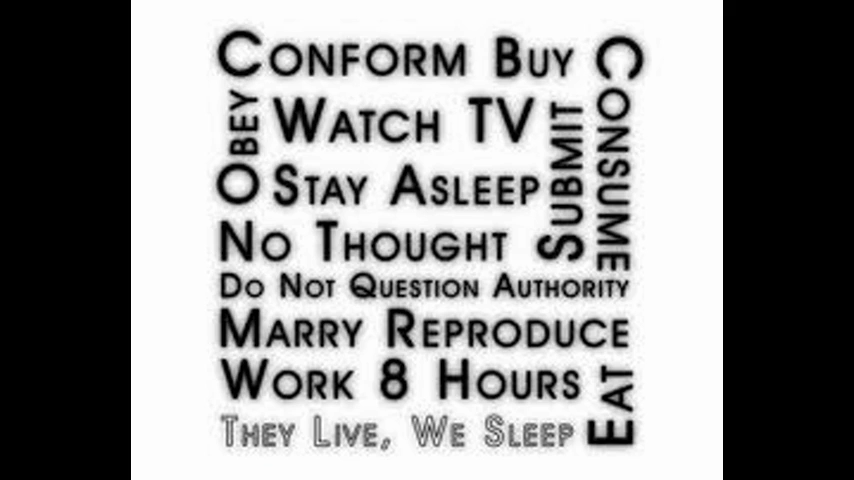 Conform Buy
Consume
Obey
Watch TV
Submit
Stay Asleep
No Thought
Do Not Question Authority
Marry Reproduce
Work 8 Hours
Eat
They Live, We Sleep